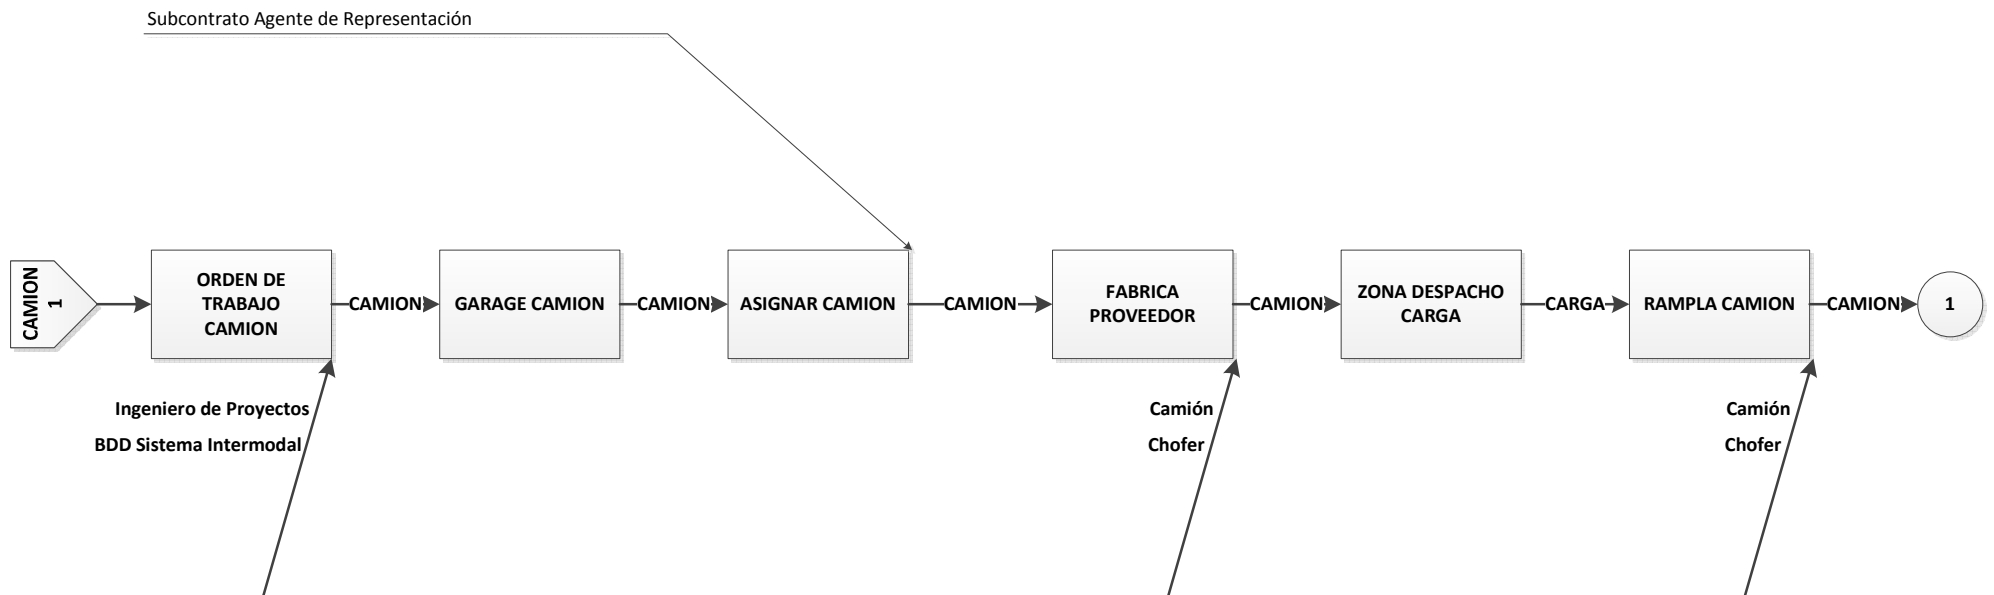 Subcontrato Agente de Representación
CAMION
1
ORDEN DE
TRABAJO
CAMION
CAMION
GARAGE CAMION
CAMION
ASIGNAR CAMION
CAMION
FABRICA
PROVEEDOR
CAMION
ZONA DESPACHO
CARGA
CARGA
RAMPLA CAMION
CAMION
1
Ingeniero de Proyectos
BDD Sistema Intermodal
Camión
Chofer
Camión
Chofer